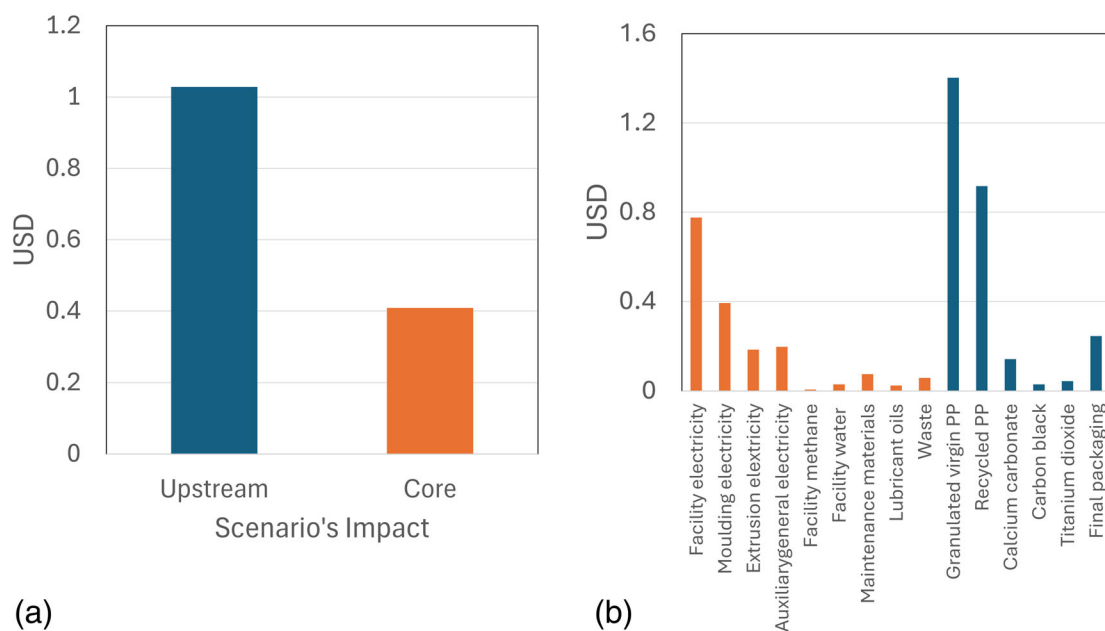 1.2
1
0.8
0.6
0.4
0.2
0
USD
Upstream
Core
Scenario's Impact
(a)
1.6
1.2
0.8
0.4
0
USD
Facility electricity
Moulding electricity
Extrusion elextricity
Auxiliarygeneral electricity
Facility methane
Facility water
Maintenance materials
Lubricant oils
Waste
Granulated virgin PP
Recycled PP
Calcium carbonate
Carbon black
Titanium dioxide
Final packaging
(b)